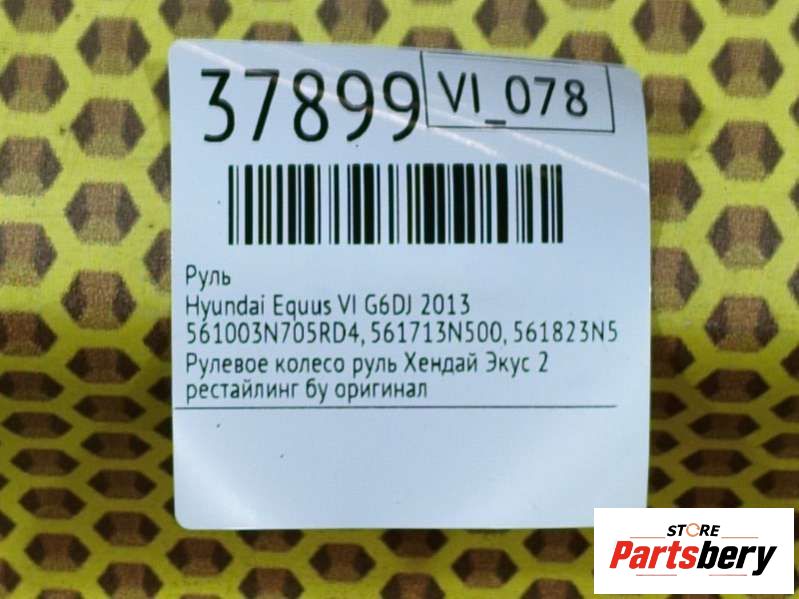 37899
VI_078
Руль
Hyundai Equus VI G6DJ 2013
561003N705RD4, 561713N500, 561823N5
Рулевое колесо руль Хендай Экус 2
рестайлинг бу оригинал
STORE
Partsbery